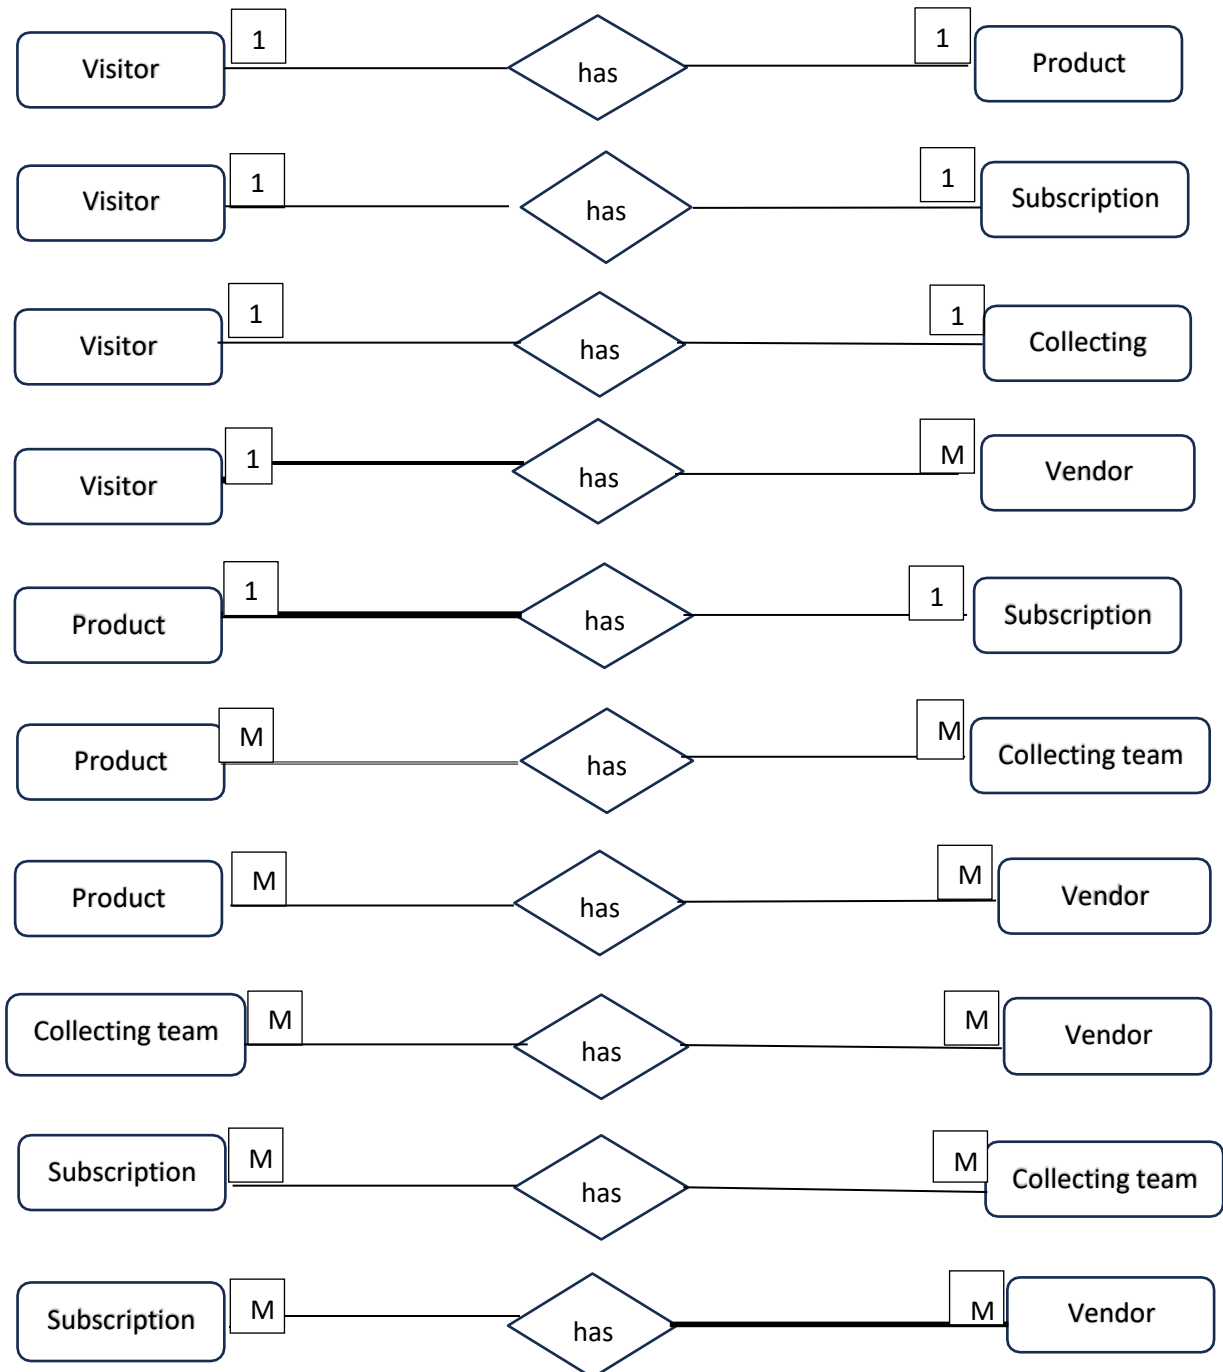 1 1
Visitor has Product
1 1
Visitor has Subscription
1 1
Visitor has Collecting
1 M
Visitor has Vendor
1 1
Product has Subscription
M M
Product has Collecting team
M M
Product has Vendor
M M
Collecting team has Vendor
M M
Subscription has Collecting team
M M
Subscription has Vendor